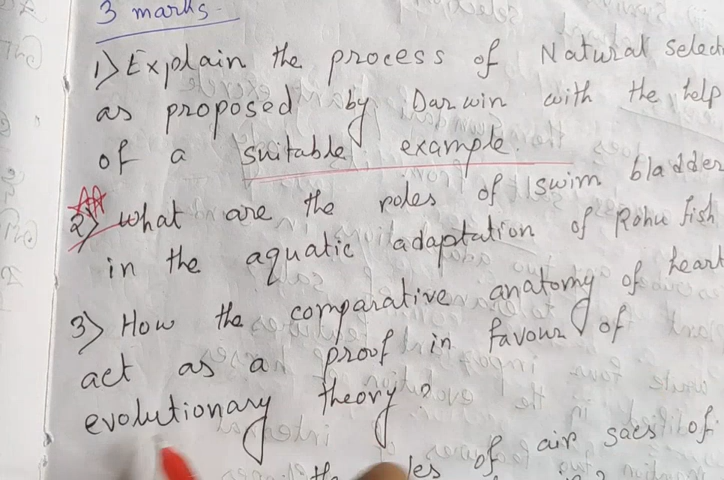 3 marks.
1) Explain the process of Natural Select
as proposed by Darwin with the help
of a suitable example.
2) what are the roles of swim bladder
in the aquatic adaptation of Rohu fish
3) How the comparative anatomy of heart
act as a proof in favour of
evolutionary theory?
of air sacs of